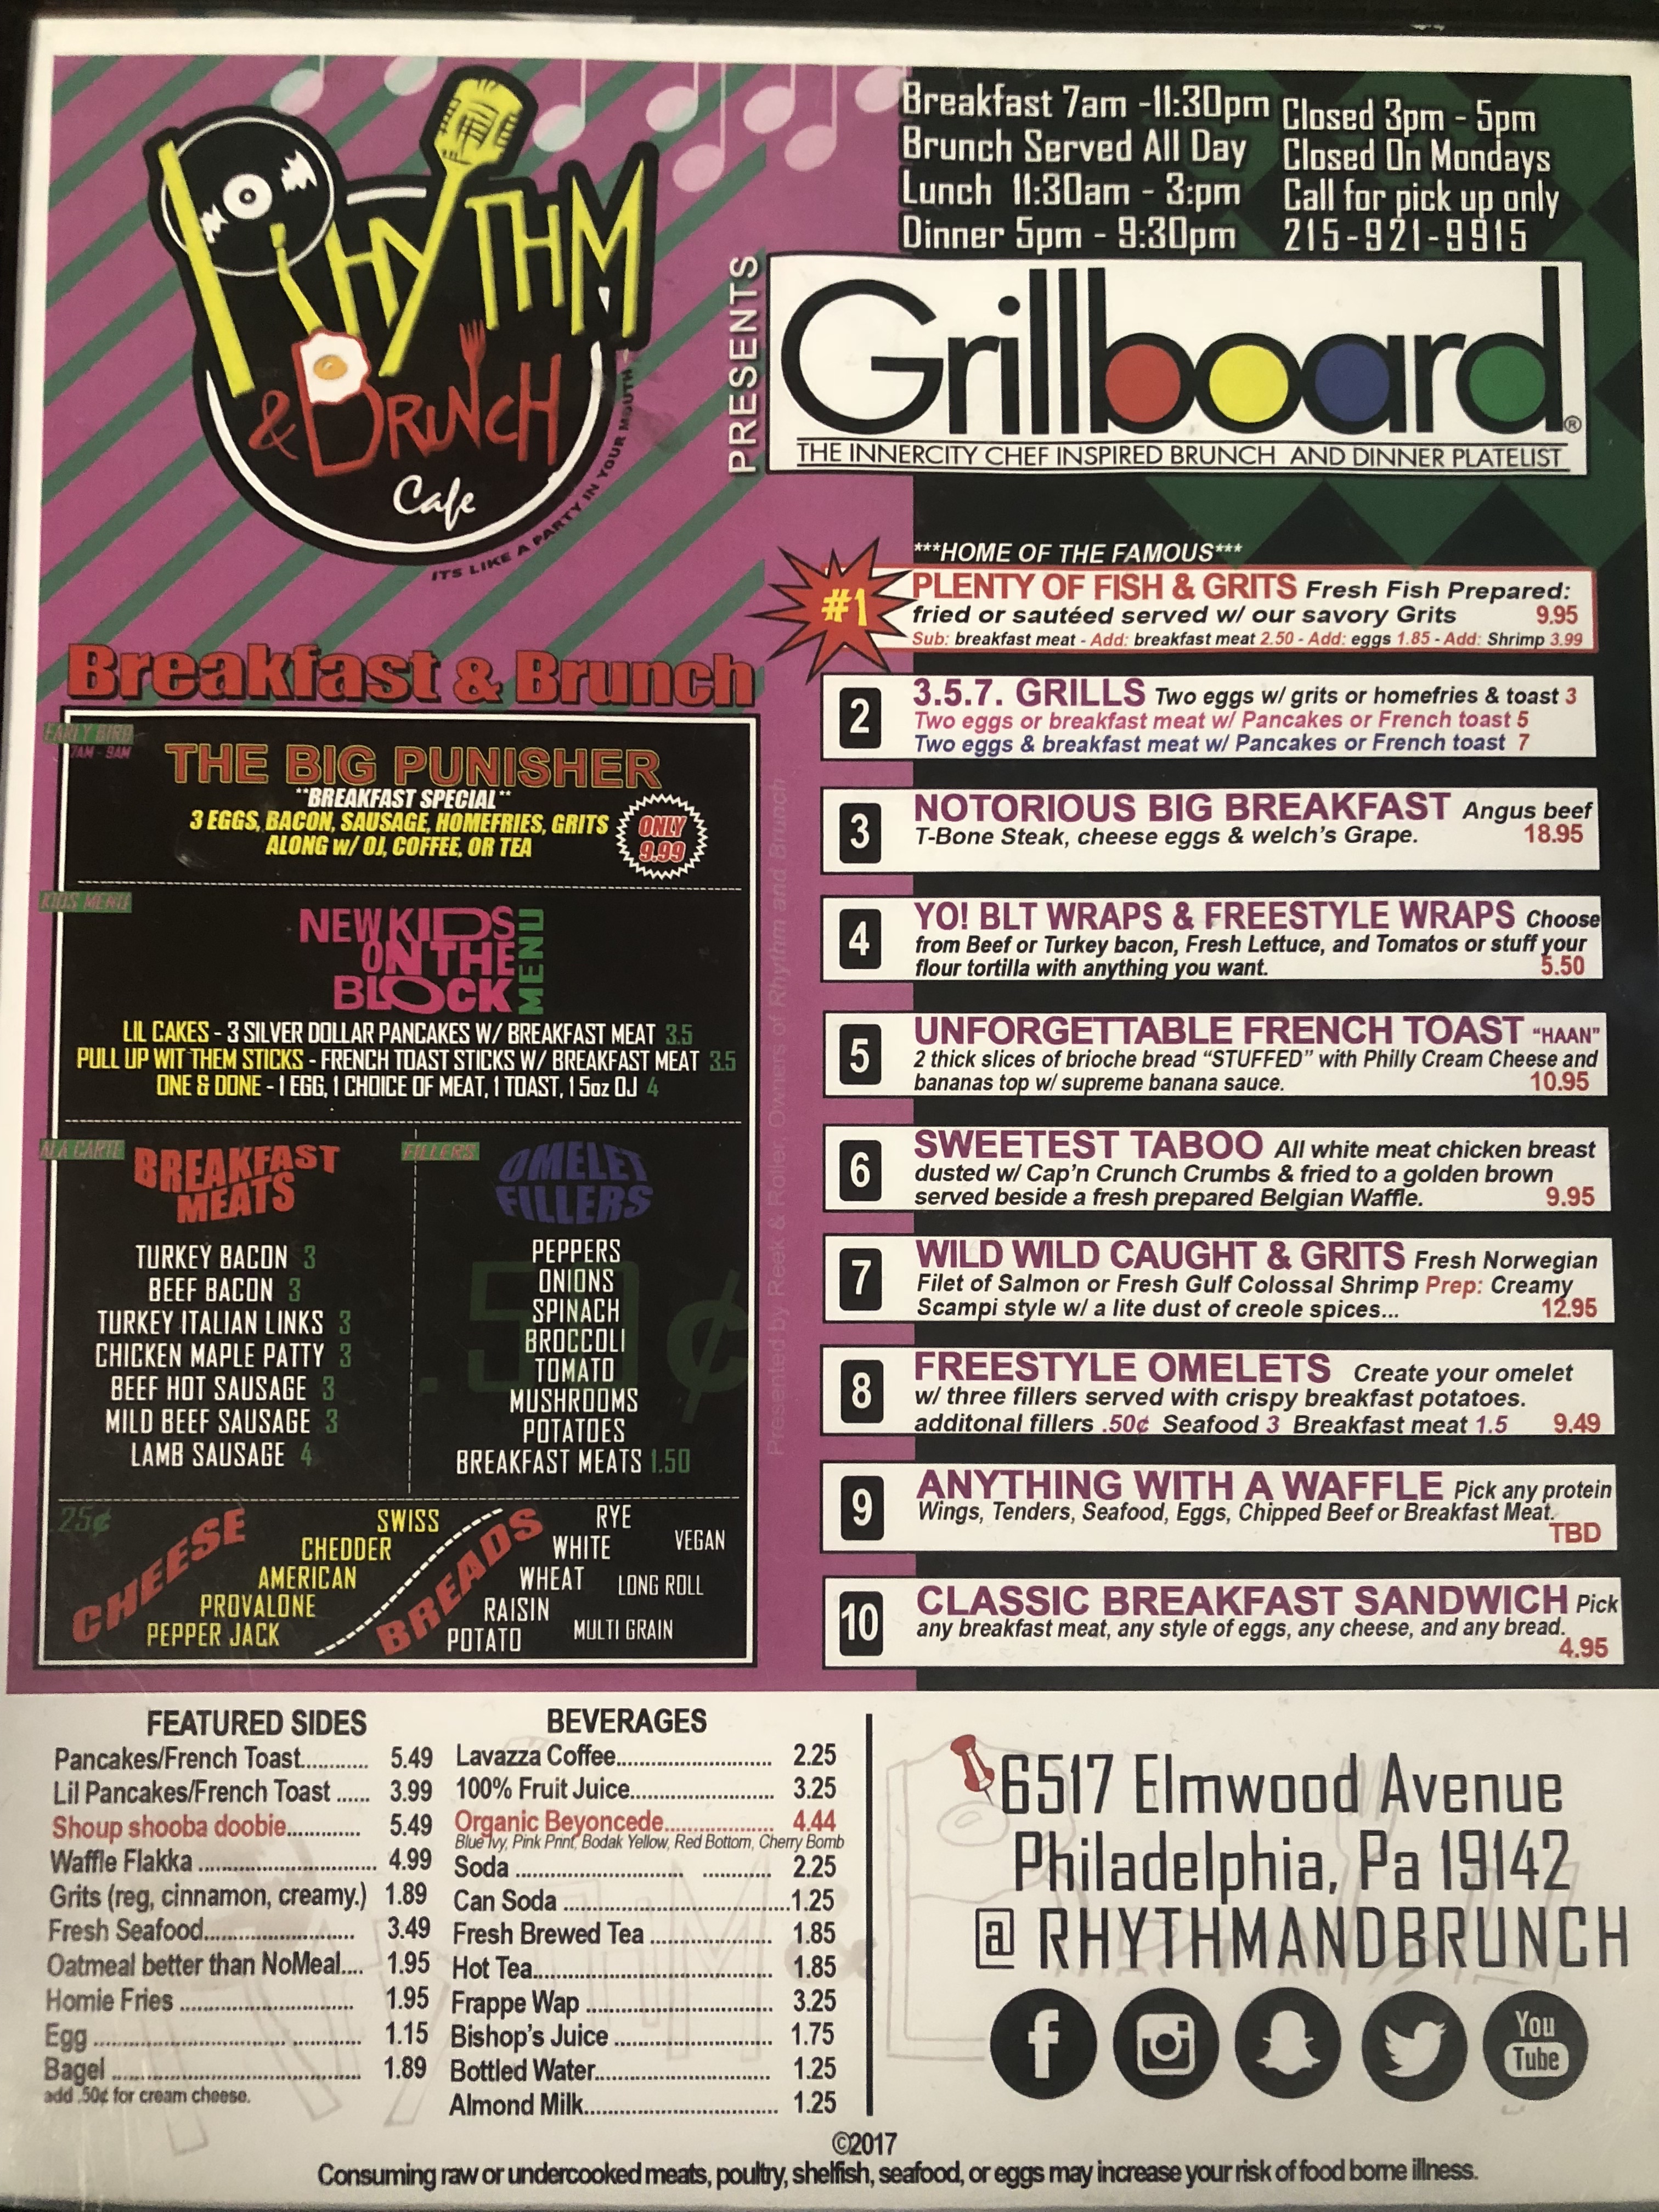 RHYTHM
& BRUNCH
Cafe
ITS LIKE A PARTY IN YOUR MOUTH
Breakfast 7am -11:30pm
Brunch Served All Day
Lunch 11:30am - 3:pm
Dinner 5pm - 9:30pm
Closed 3pm - 5pm
Closed On Mondays
Call for pick up only
215-921-9915
PRESENTS
Grillboard®
THE INNERCITY CHEF INSPIRED BRUNCH AND DINNER PLATELIST
Breakfast & Brunch
EARLY BIRD
7AM - 9AM
THE BIG PUNISHER
**BREAKFAST SPECIAL**
3 EGGS, BACON, SAUSAGE, HOMEFRIES, GRITS
ALONG W/ OJ, COFFEE, OR TEA
ONLY
9.99
KIDS MENU
NEW KIDS
ON THE
BLOCK
MENU
LIL CAKES - 3 SILVER DOLLAR PANCAKES W/ BREAKFAST MEAT 3.5
PULL UP WIT THEM STICKS - FRENCH TOAST STICKS W/ BREAKFAST MEAT 3.5
ONE & DONE - 1 EGG, 1 CHOICE OF MEAT, 1 TOAST, 1 5oz OJ 4
ALA CARTE
BREAKFAST
MEATS
TURKEY BACON 3
BEEF BACON 3
TURKEY ITALIAN LINKS 3
CHICKEN MAPLE PATTY 3
BEEF HOT SAUSAGE 3
MILD BEEF SAUSAGE 3
LAMB SAUSAGE 4
FILLERS
OMELET
FILLERS
.50¢
PEPPERS
ONIONS
SPINACH
BROCCOLI
TOMATO
MUSHROOMS
POTATOES
BREAKFAST MEATS 1.50
.25¢
CHEESE
SWISS
CHEDDER
AMERICAN
PROVALONE
PEPPER JACK
BREADS
RYE
WHITE
WHEAT
RAISIN
POTATO
VEGAN
LONG ROLL
MULTI GRAIN
Presented by Reek & Roller, Owners of Rhythm and Brunch
***HOME OF THE FAMOUS***
#1
PLENTY OF FISH & GRITS Fresh Fish Prepared:
fried or sautéed served w/ our savory Grits 9.95
Sub: breakfast meat - Add: breakfast meat 2.50 - Add: eggs 1.85 - Add: Shrimp 3.99
2
3.5.7. GRILLS Two eggs w/ grits or homefries & toast 3
Two eggs or breakfast meat w/ Pancakes or French toast 5
Two eggs & breakfast meat w/ Pancakes or French toast 7
3
NOTORIOUS BIG BREAKFAST Angus beef
T-Bone Steak, cheese eggs & welch's Grape. 18.95
4
YO! BLT WRAPS & FREESTYLE WRAPS Choose
from Beef or Turkey bacon, Fresh Lettuce, and Tomatos or stuff your
flour tortilla with anything you want. 5.50
5
UNFORGETTABLE FRENCH TOAST "HAAN"
2 thick slices of brioche bread "STUFFED" with Philly Cream Cheese and
bananas top w/ supreme banana sauce. 10.95
6
SWEETEST TABOO All white meat chicken breast
dusted w/ Cap'n Crunch Crumbs & fried to a golden brown
served beside a fresh prepared Belgian Waffle. 9.95
7
WILD WILD CAUGHT & GRITS Fresh Norwegian
Filet of Salmon or Fresh Gulf Colossal Shrimp Prep: Creamy
Scampi style w/ a lite dust of creole spices... 12.95
8
FREESTYLE OMELETS Create your omelet
w/ three fillers served with crispy breakfast potatoes.
additonal fillers .50¢ Seafood 3 Breakfast meat 1.5 9.49
9
ANYTHING WITH A WAFFLE Pick any protein
Wings, Tenders, Seafood, Eggs, Chipped Beef or Breakfast Meat.
TBD
10
CLASSIC BREAKFAST SANDWICH Pick
any breakfast meat, any style of eggs, any cheese, and any bread.
4.95
FEATURED SIDES
Pancakes/French Toast........... 5.49
Lil Pancakes/French Toast ...... 3.99
Shoup shooba doobie............ 5.49
Waffle Flakka ............................. 4.99
Grits (reg, cinnamon, creamy.) 1.89
Fresh Seafood......................... 3.49
Oatmeal better than NoMeal.... 1.95
Homie Fries ............................ 1.95
Egg ........................................... 1.15
Bagel ........................................ 1.89
add .50¢ for cream cheese.
BEVERAGES
Lavazza Coffee......................... 2.25
100% Fruit Juice....................... 3.25
Organic Beyoncede.................. 4.44
Blue Ivy, Pink Print, Bodak Yellow, Red Bottom, Cherry Bomb
Soda ........................... ........... 2.25
Can Soda .....................................1.25
Fresh Brewed Tea .................... 1.85
Hot Tea....................................... 1.85
Frappe Wap .............................. 3.25
Bishop's Juice .......................... 1.75
Bottled Water............................ 1.25
Almond Milk............................... 1.25
6517 Elmwood Avenue
Philadelphia, Pa 19142
@ RHYTHMANDBRUNCH
You
Tube
©2017
Consuming raw or undercooked meats, poultry, shelfish, seafood, or eggs may increase your risk of food borne illness.